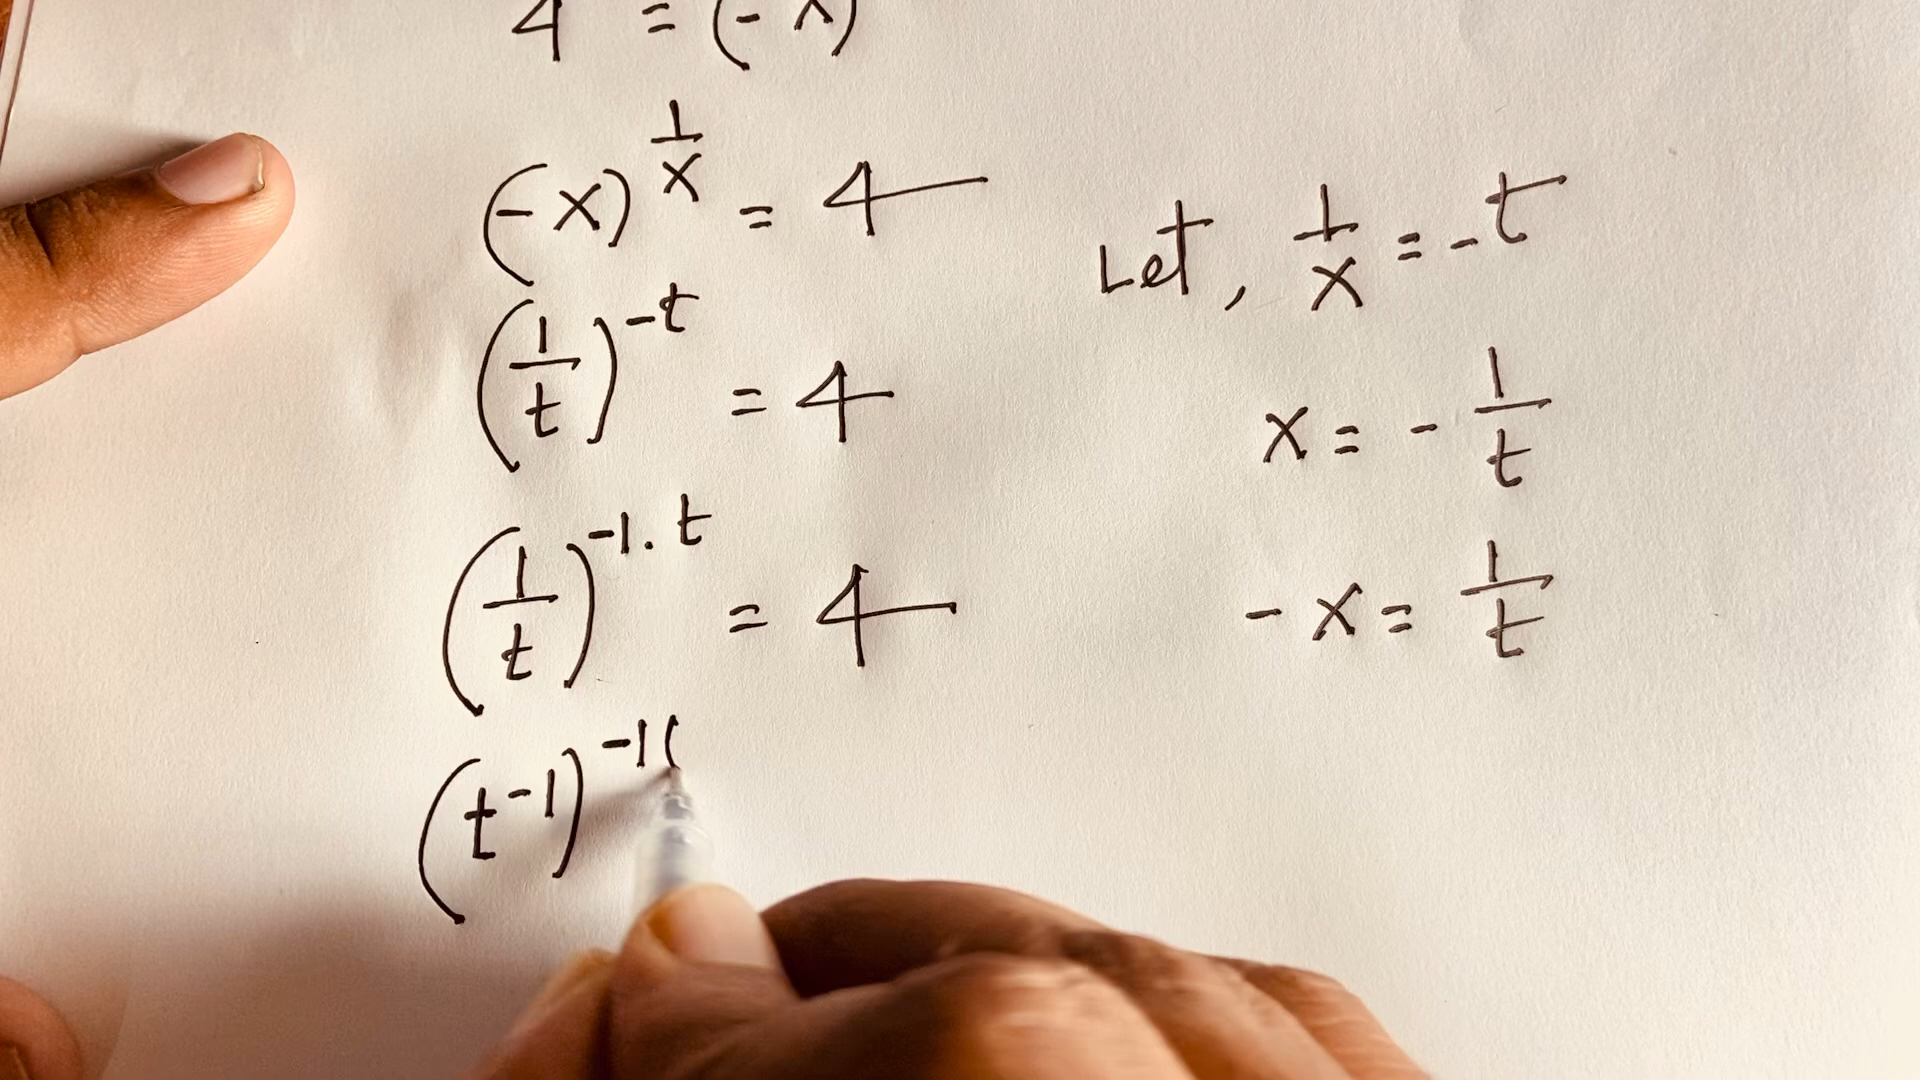 4 = (-x)
(-x)^(1/x) = 4
(1/t)^(-t) = 4
(1/t)^(-1·t) = 4
(t^(-1))^(-1(
Let, 1/x = -t
x = -1/t
-x = 1/t